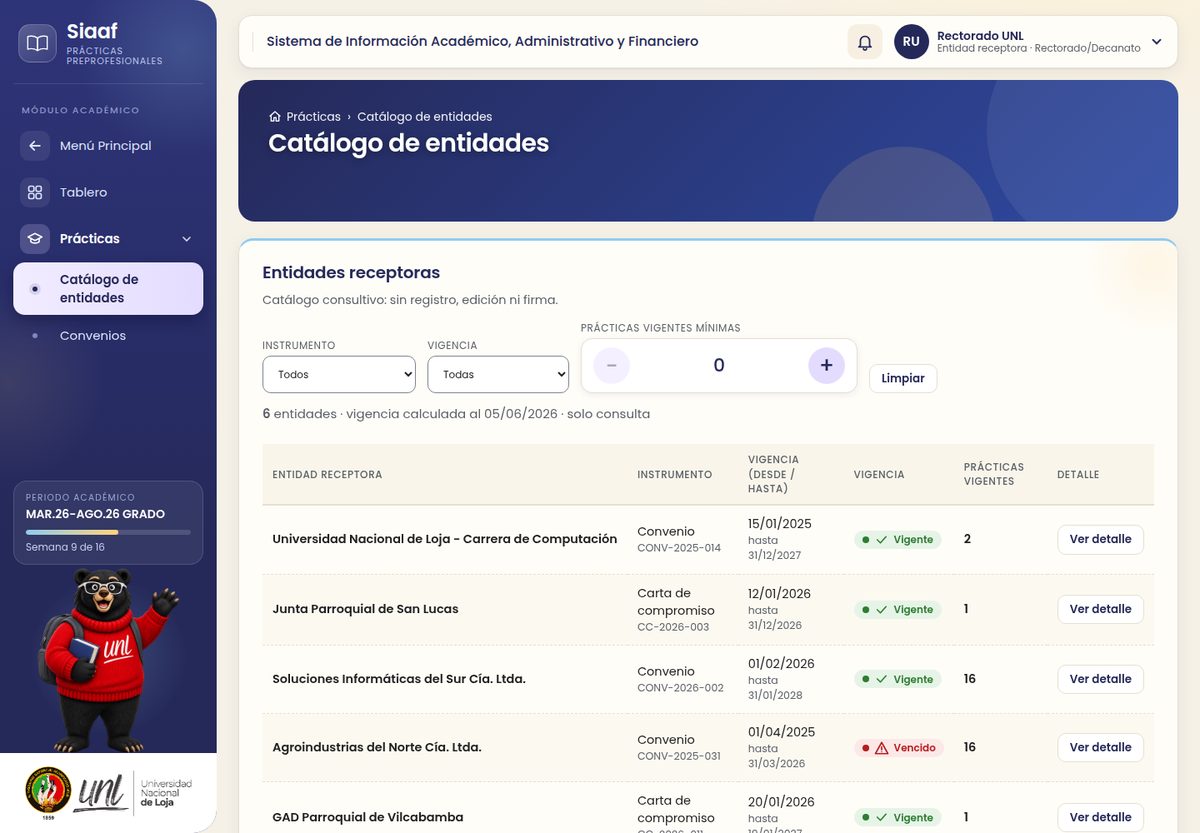 Siaaf
PRÁCTICAS
PREPROFESIONALES
MÓDULO ACADÉMICO
Menú Principal
Tablero
Prácticas
Catálogo de
entidades
Convenios
PERIODO ACADÉMICO
MAR.26-AGO.26 GRADO
Semana 9 de 16
unl
1859
unl
Universidad
Nacional
de Loja
Sistema de Información Académico, Administrativo y Financiero
RU
Rectorado UNL
Entidad receptora · Rectorado/Decanato
Prácticas › Catálogo de entidades
Catálogo de entidades
Entidades receptoras
Catálogo consultivo: sin registro, edición ni firma.
INSTRUMENTO
Todos
VIGENCIA
Todas
PRÁCTICAS VIGENTES MÍNIMAS
− 0 +
Limpiar
6 entidades · vigencia calculada al 05/06/2026 · solo consulta
ENTIDAD RECEPTORA
INSTRUMENTO
VIGENCIA
(DESDE /
HASTA)
VIGENCIA
PRÁCTICAS
VIGENTES
DETALLE
Universidad Nacional de Loja - Carrera de Computación
Convenio
CONV-2025-014
15/01/2025
hasta
31/12/2027
Vigente
2
Ver detalle
Junta Parroquial de San Lucas
Carta de
compromiso
CC-2026-003
12/01/2026
hasta
31/12/2026
Vigente
1
Ver detalle
Soluciones Informáticas del Sur Cía. Ltda.
Convenio
CONV-2026-002
01/02/2026
hasta
31/01/2028
Vigente
16
Ver detalle
Agroindustrias del Norte Cía. Ltda.
Convenio
CONV-2025-031
01/04/2025
hasta
31/03/2026
Vencido
16
Ver detalle
GAD Parroquial de Vilcabamba
Carta de
compromiso
20/01/2026
hasta
Vigente
1
Ver detalle